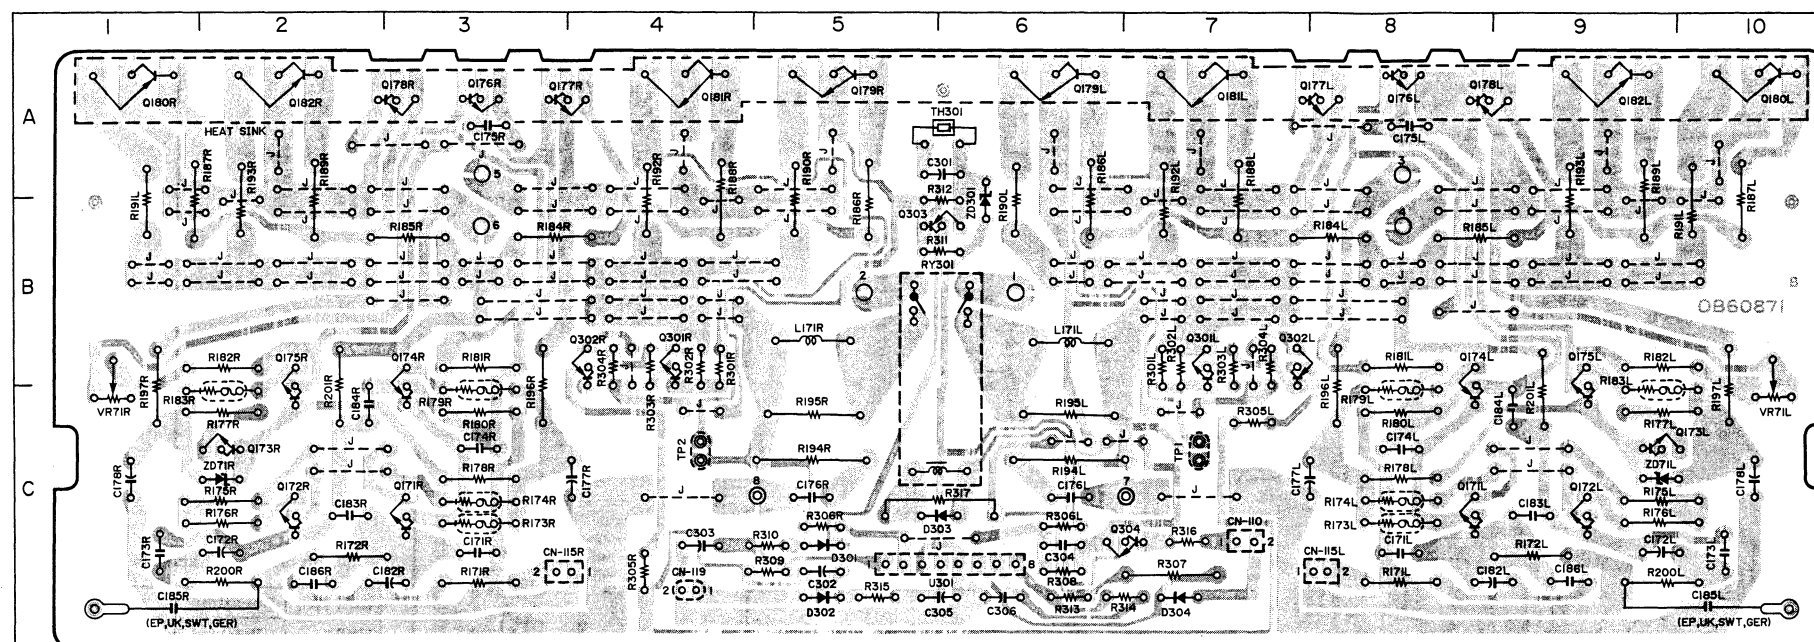 1 2 3 4 5 6 7 8 9 10
A
Q180R Q182R Q178R Q176R Q177R Q181R Q179R Q179L Q181L Q177L Q176L Q178L Q182L Q180L
HEAT SINK C175R TH301 C175L
R191L R187R R193R R189R J 5 R192R R188R R190R R186R C301 ZD301 R190L R186L R192L R188L 3 R193L R189L R191L R187L
R312
Q303
6 4
R185R R184R R311 R184L R185L
RY301
B
2 1
OB60871
8
L171R L171L
R182R Q175R Q174R R181R Q302R R304R Q301R R302R R301R R301L R302L Q301L R303L R304L Q302L R181L Q174L Q175L R182L
R197R R183R R201R C184R R179R R196R R303R R196L R179L C184L R201L R183L R197L
VR71R R195R R195L R305L VR71L
R177R R180R R180L R177L
Q173R C174R TP2 TP1 C174L Q173L
ZD71R R194R R194L ZD71L
C
C178R R175R Q172R Q171R R178R C177R 8 C176R R317 C176L 7 C177L R178L Q171L Q172L R175L C178L
R176R C183R R174R R174L C183L R176L
R173R R306R D303 R306L Q304 R316 CN-110 R173L
C173R C172R R172R C171R C303 R310 D301 C304 1 2 C171L R172L C172L C173L
CN-115R R305R R309 R307 CN-115L
R200R C186R C182R R171R 2 1 CN-119 C302 R315 U301 8 R308 1 2 R171L C182L C186L R200L
2 1
C185R D302 C305 C306 R313 R314 D304 C185L
(EP,UK,SWT,GER) (EP,UK,SWT,GER)